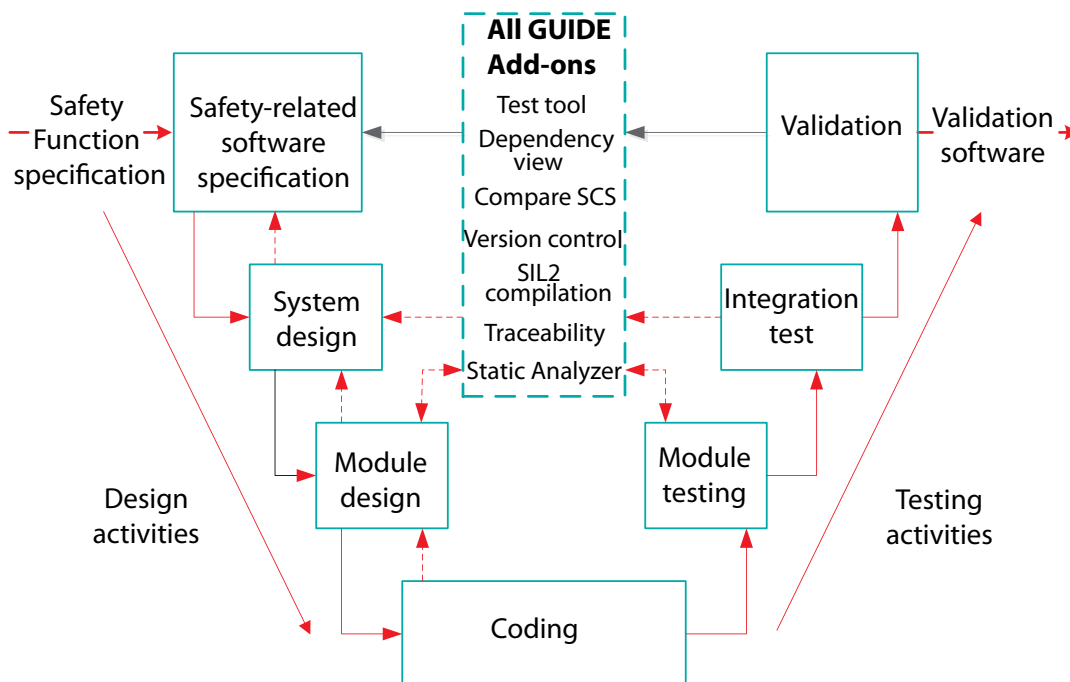 All GUIDE
Add-ons
Test tool
Dependency
view
Compare SCS
Version control
SIL2
compilation
Traceability
Static Analyzer
Safety
Function
specification
Safety-related
software
specification
Validation
Validation
software
System
design
Integration
test
Module
design
Module
testing
Design
activities
Testing
activities
Coding